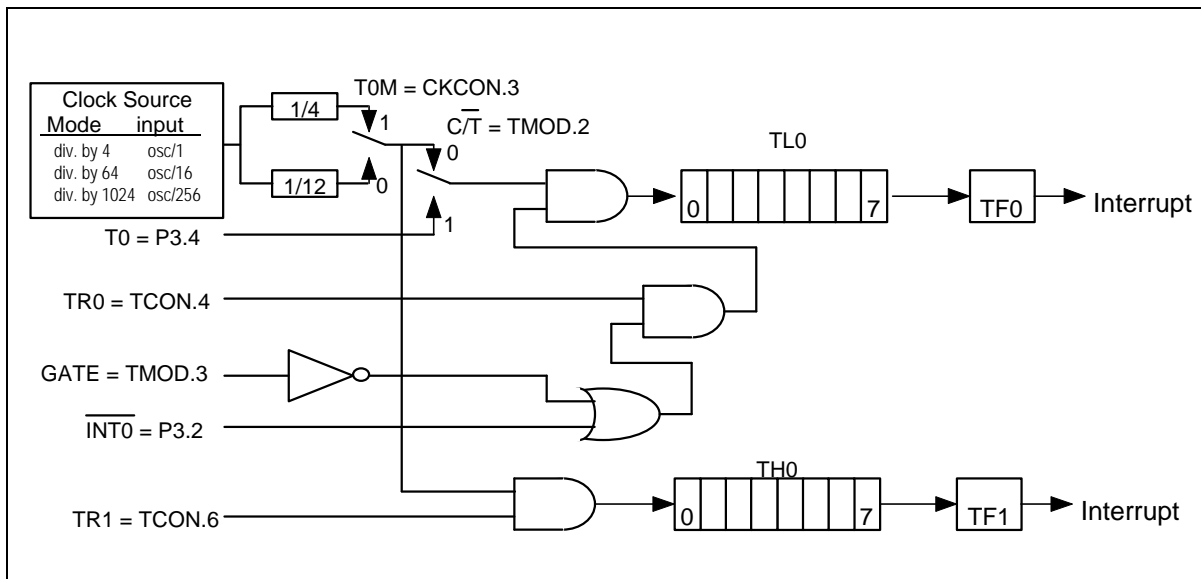 Clock Source
Mode input
div. by 4 osc/1
div. by 64 osc/16
div. by 1024 osc/256
1/4
1/12
T0M = CKCON.3
1
0
C/T̅ = TMOD.2
0
1
T0 = P3.4
TL0
0 7
TF0
Interrupt
TR0 = TCON.4
GATE = TMOD.3
I̅N̅T̅0̅ = P3.2
TR1 = TCON.6
TH0
0 7
TF1
Interrupt